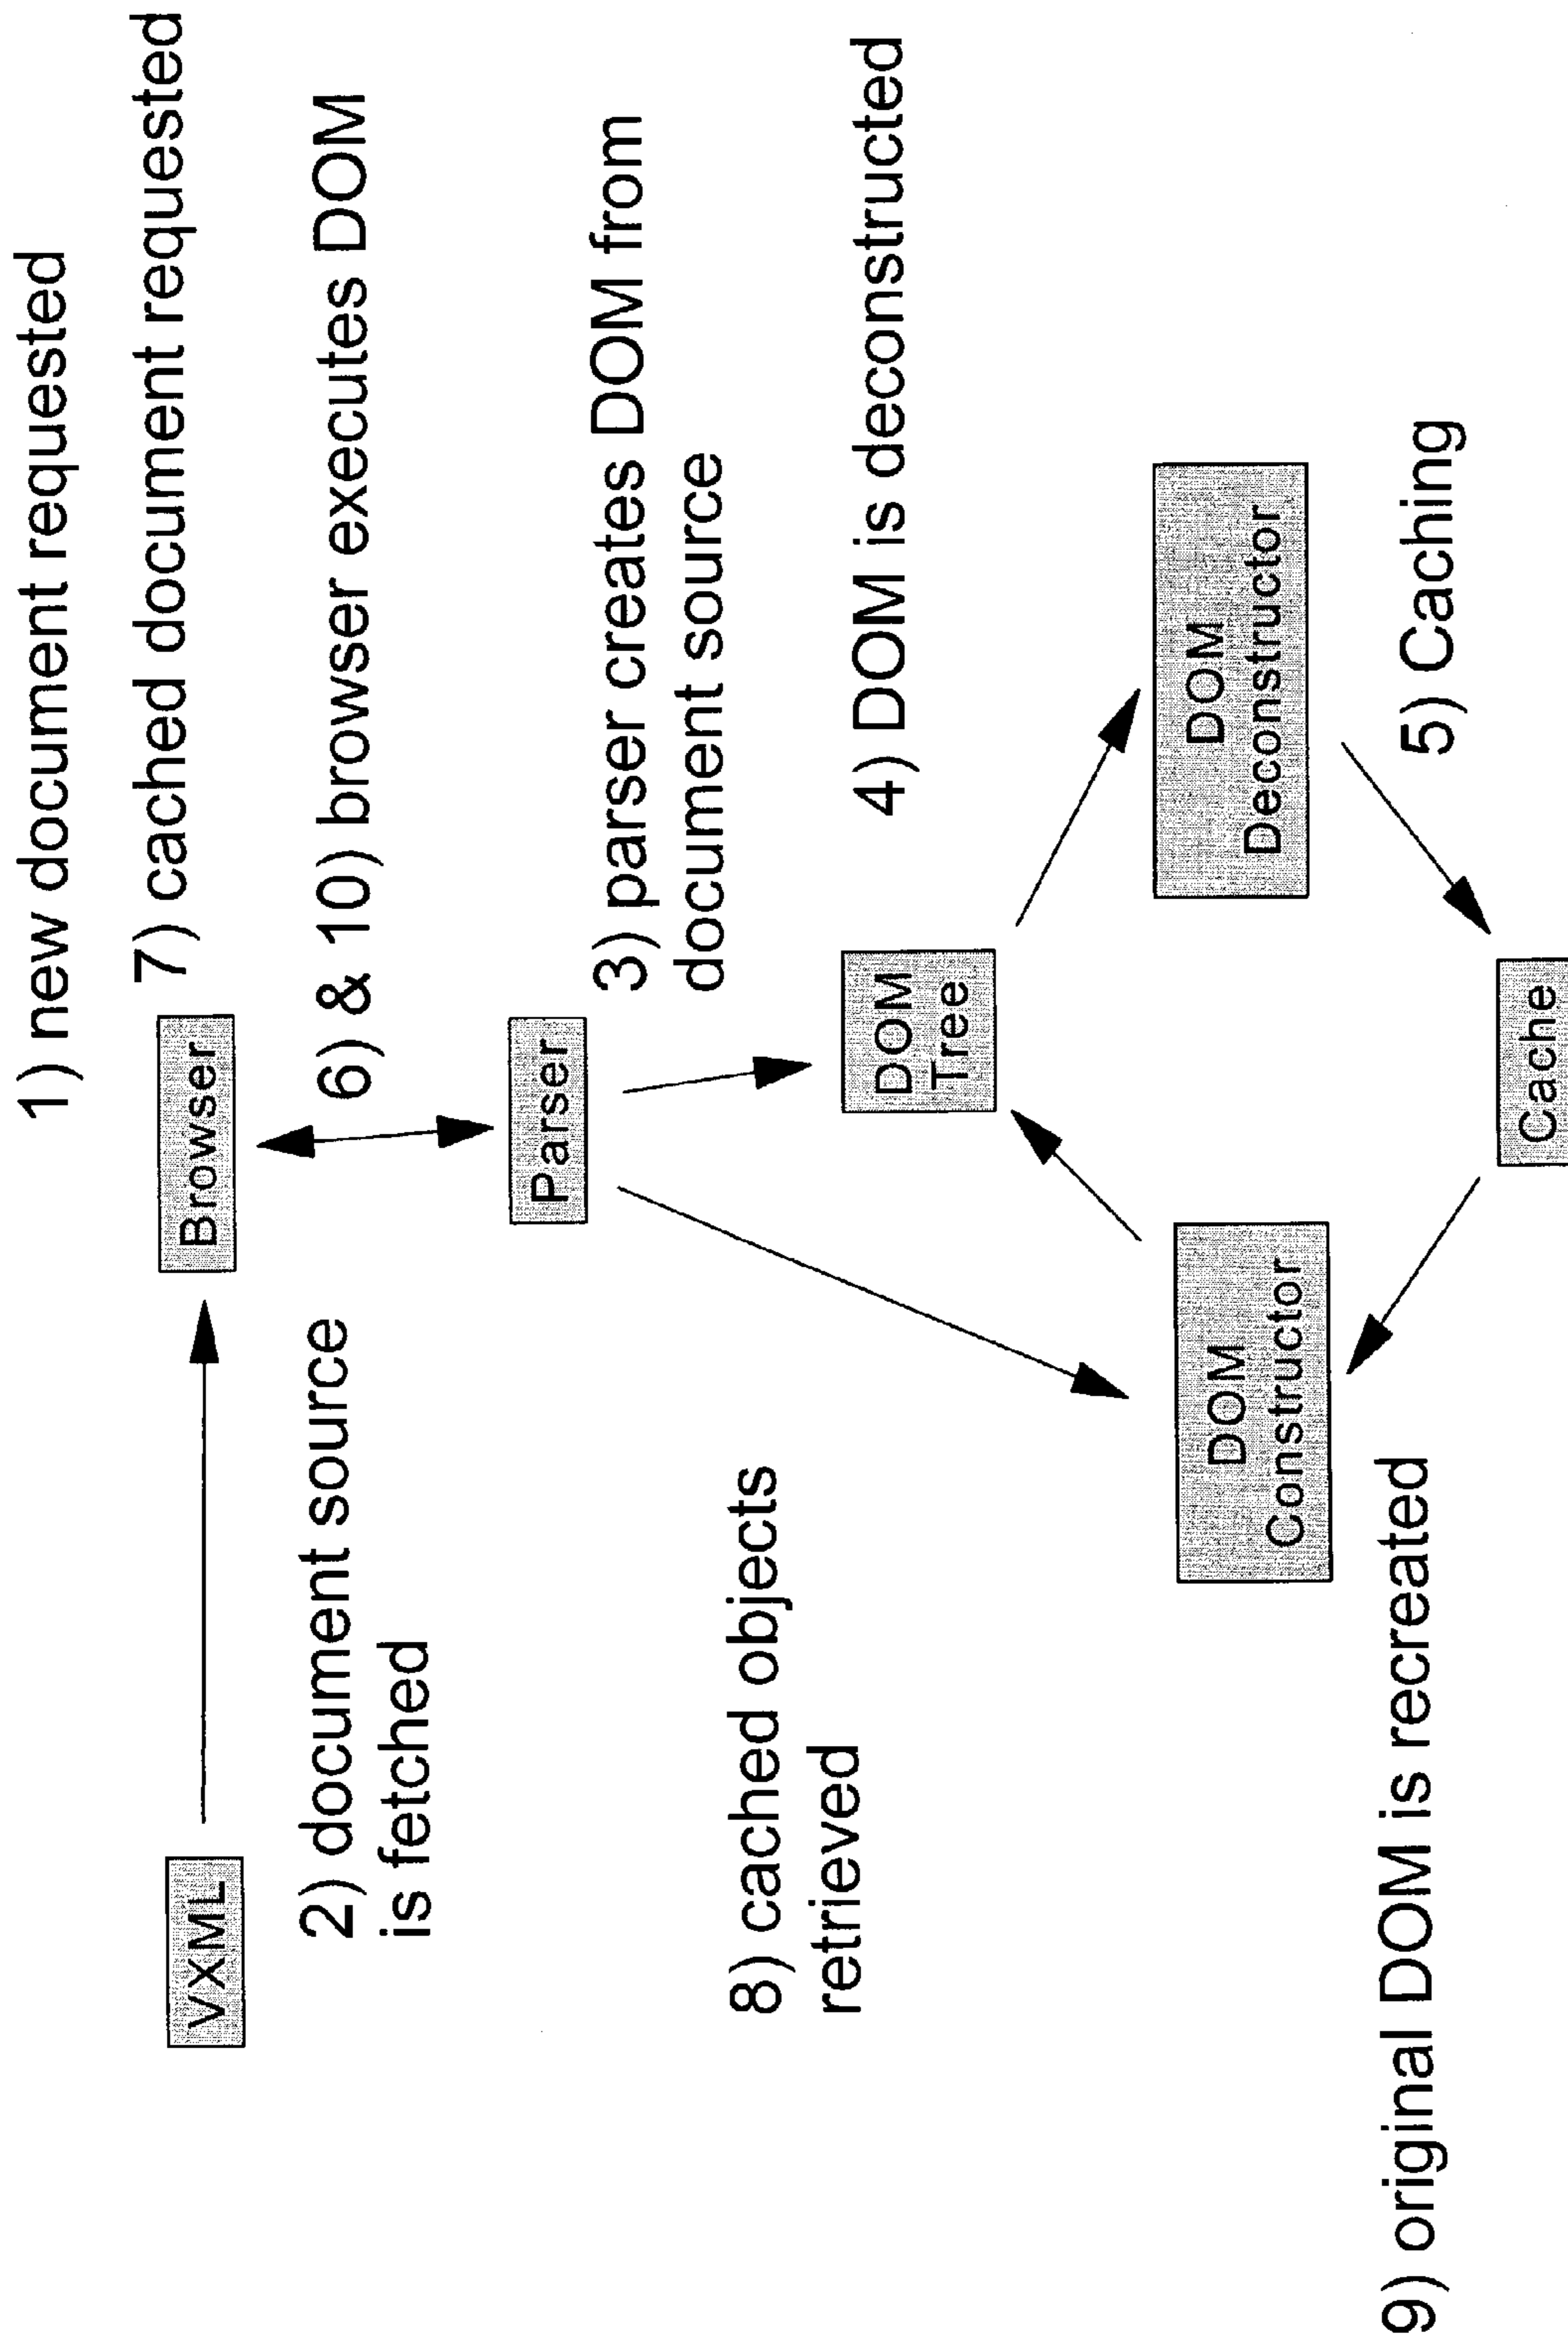 1) new document requested
VXML
Browser
7) cached document requested
2) document source
is fetched
6) & 10) browser executes DOM
Parser
3) parser creates DOM from
document source
8) cached objects
retrieved
DOM
Tree
4) DOM is deconstructed
DOM
Constructor
DOM
Deconstructor
9) original DOM is recreated
5) Caching
Cache